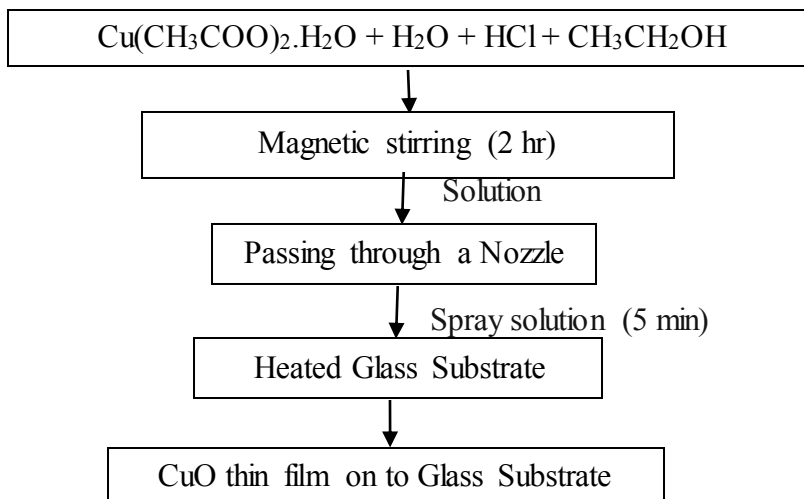 Cu(CH₃COO)₂.H₂O + H₂O + HCl + CH₃CH₂OH
Magnetic stirring (2 hr)
Solution
Passing through a Nozzle
Spray solution (5 min)
Heated Glass Substrate
CuO thin film on to Glass Substrate